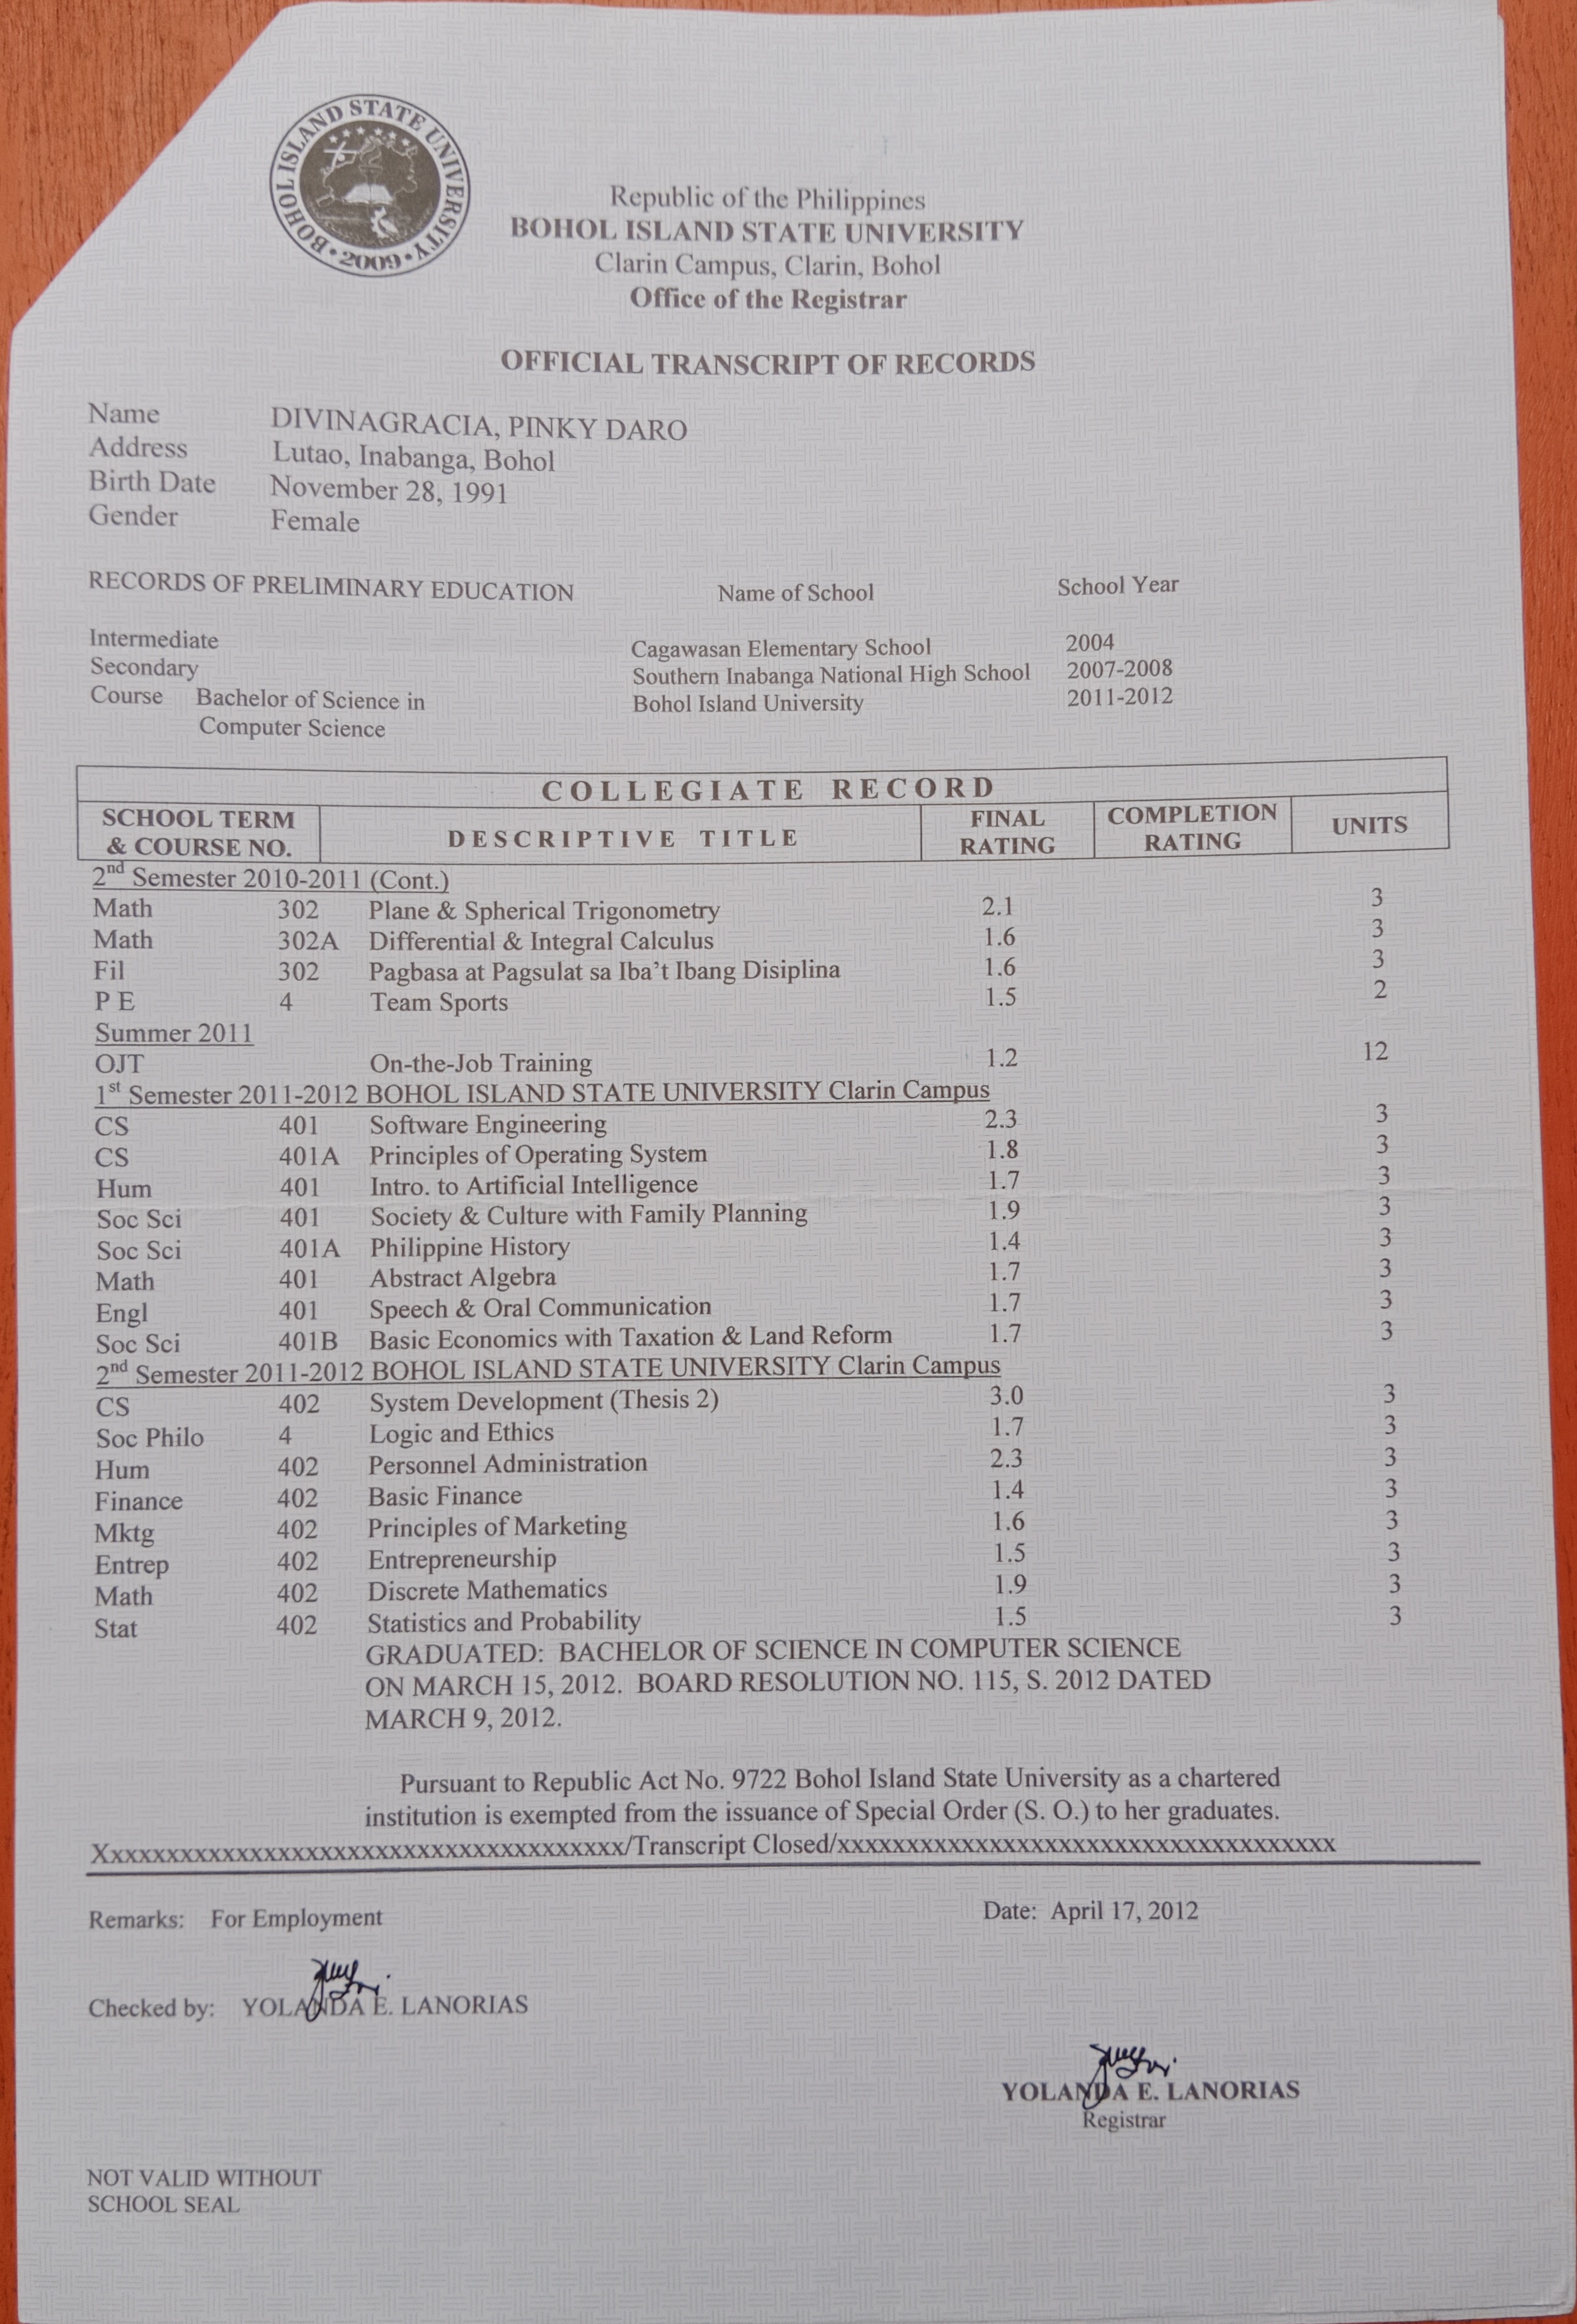 BOHOL ISLAND STATE UNIVERSITY
• 2009 •
Republic of the Philippines
BOHOL ISLAND STATE UNIVERSITY
Clarin Campus, Clarin, Bohol
Office of the Registrar
OFFICIAL TRANSCRIPT OF RECORDS
Name DIVINAGRACIA, PINKY DARO
Address Lutao, Inabanga, Bohol
Birth Date November 28, 1991
Gender Female
RECORDS OF PRELIMINARY EDUCATION Name of School School Year
Intermediate Cagawasan Elementary School 2004
Secondary Southern Inabanga National High School 2007-2008
Course Bachelor of Science in Bohol Island University 2011-2012
Computer Science
COLLEGIATE RECORD
SCHOOL TERM & COURSE NO. DESCRIPTIVE TITLE FINAL RATING COMPLETION RATING UNITS
2nd Semester 2010-2011 (Cont.)
Math 302 Plane & Spherical Trigonometry 2.1 3
Math 302A Differential & Integral Calculus 1.6 3
Fil 302 Pagbasa at Pagsulat sa Iba't Ibang Disiplina 1.6 3
P E 4 Team Sports 1.5 2
Summer 2011
OJT On-the-Job Training 1.2 12
1st Semester 2011-2012 BOHOL ISLAND STATE UNIVERSITY Clarin Campus
CS 401 Software Engineering 2.3 3
CS 401A Principles of Operating System 1.8 3
Hum 401 Intro. to Artificial Intelligence 1.7 3
Soc Sci 401 Society & Culture with Family Planning 1.9 3
Soc Sci 401A Philippine History 1.4 3
Math 401 Abstract Algebra 1.7 3
Engl 401 Speech & Oral Communication 1.7 3
Soc Sci 401B Basic Economics with Taxation & Land Reform 1.7 3
2nd Semester 2011-2012 BOHOL ISLAND STATE UNIVERSITY Clarin Campus
CS 402 System Development (Thesis 2) 3.0 3
Soc Philo 4 Logic and Ethics 1.7 3
Hum 402 Personnel Administration 2.3 3
Finance 402 Basic Finance 1.4 3
Mktg 402 Principles of Marketing 1.6 3
Entrep 402 Entrepreneurship 1.5 3
Math 402 Discrete Mathematics 1.9 3
Stat 402 Statistics and Probability 1.5 3
GRADUATED: BACHELOR OF SCIENCE IN COMPUTER SCIENCE
ON MARCH 15, 2012. BOARD RESOLUTION NO. 115, S. 2012 DATED
MARCH 9, 2012.
Pursuant to Republic Act No. 9722 Bohol Island State University as a chartered
institution is exempted from the issuance of Special Order (S. O.) to her graduates.
Xxxxxxxxxxxxxxxxxxxxxxxxxxxxxxxxxxxxxx/Transcript Closed/xxxxxxxxxxxxxxxxxxxxxxxxxxxxxxxxxxx
Remarks: For Employment Date: April 17, 2012
Checked by: YOLANDA E. LANORIAS
YOLANDA E. LANORIAS
Registrar
NOT VALID WITHOUT
SCHOOL SEAL